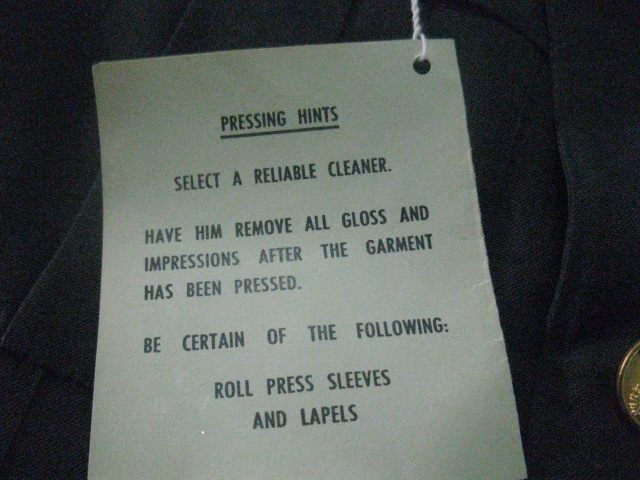 PRESSING HINTS
SELECT A RELIABLE CLEANER.
HAVE HIM REMOVE ALL GLOSS AND
IMPRESSIONS AFTER THE GARMENT
HAS BEEN PRESSED.
BE CERTAIN OF THE FOLLOWING:
ROLL PRESS SLEEVES
AND LAPELS